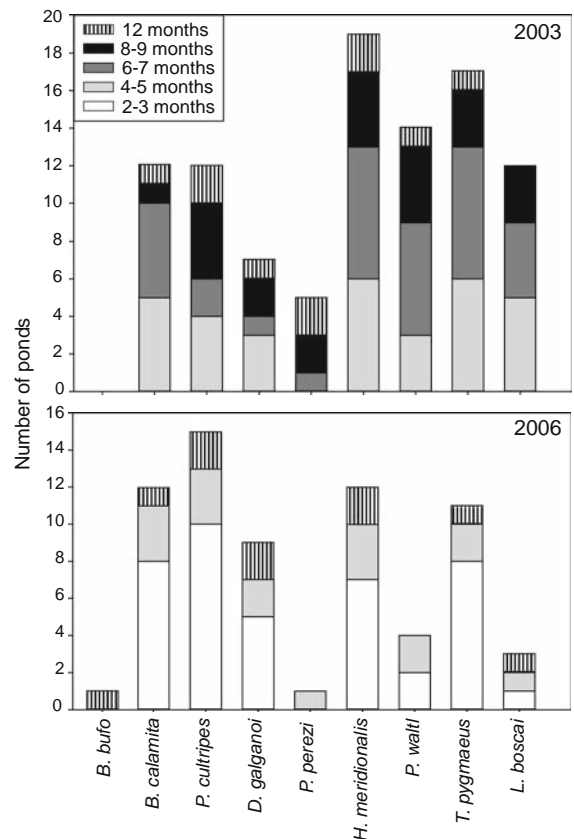 20
18
16
14
12
10
8
6
4
2
0
12 months
8-9 months
6-7 months
4-5 months
2-3 months
2003
Number of ponds
16
14
12
10
8
6
4
2
0
2006
B. bufo
B. calamita
P. cultripes
D. galganoi
P. perezi
H. meridionalis
P. waltl
T. pygmaeus
L. boscai